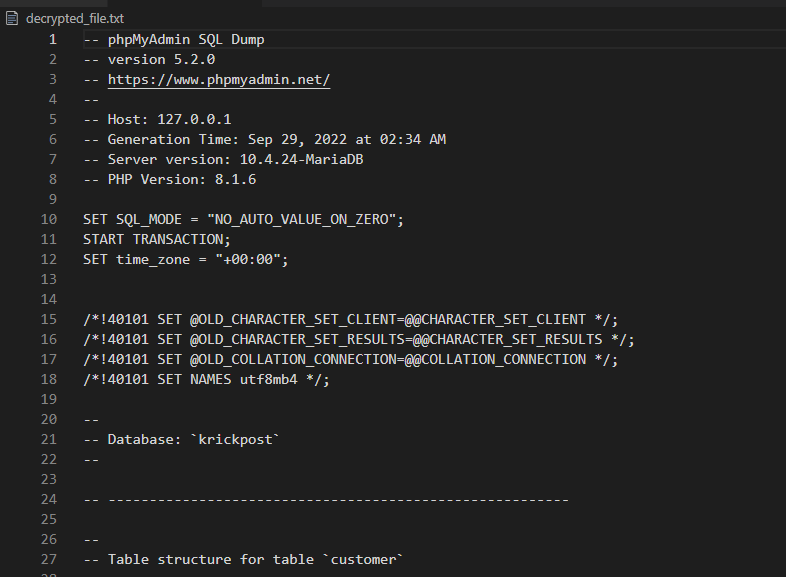 decrypted_file.txt
1 -- phpMyAdmin SQL Dump
2 -- version 5.2.0
3 -- https://www.phpmyadmin.net/
4 --
5 -- Host: 127.0.0.1
6 -- Generation Time: Sep 29, 2022 at 02:34 AM
7 -- Server version: 10.4.24-MariaDB
8 -- PHP Version: 8.1.6
9
10 SET SQL_MODE = "NO_AUTO_VALUE_ON_ZERO";
11 START TRANSACTION;
12 SET time_zone = "+00:00";
13
14
15 /*!40101 SET @OLD_CHARACTER_SET_CLIENT=@@CHARACTER_SET_CLIENT */;
16 /*!40101 SET @OLD_CHARACTER_SET_RESULTS=@@CHARACTER_SET_RESULTS */;
17 /*!40101 SET @OLD_COLLATION_CONNECTION=@@COLLATION_CONNECTION */;
18 /*!40101 SET NAMES utf8mb4 */;
19
20 --
21 -- Database: `krickpost`
22 --
23
24 -- --------------------------------------------------------
25
26 --
27 -- Table structure for table `customer`